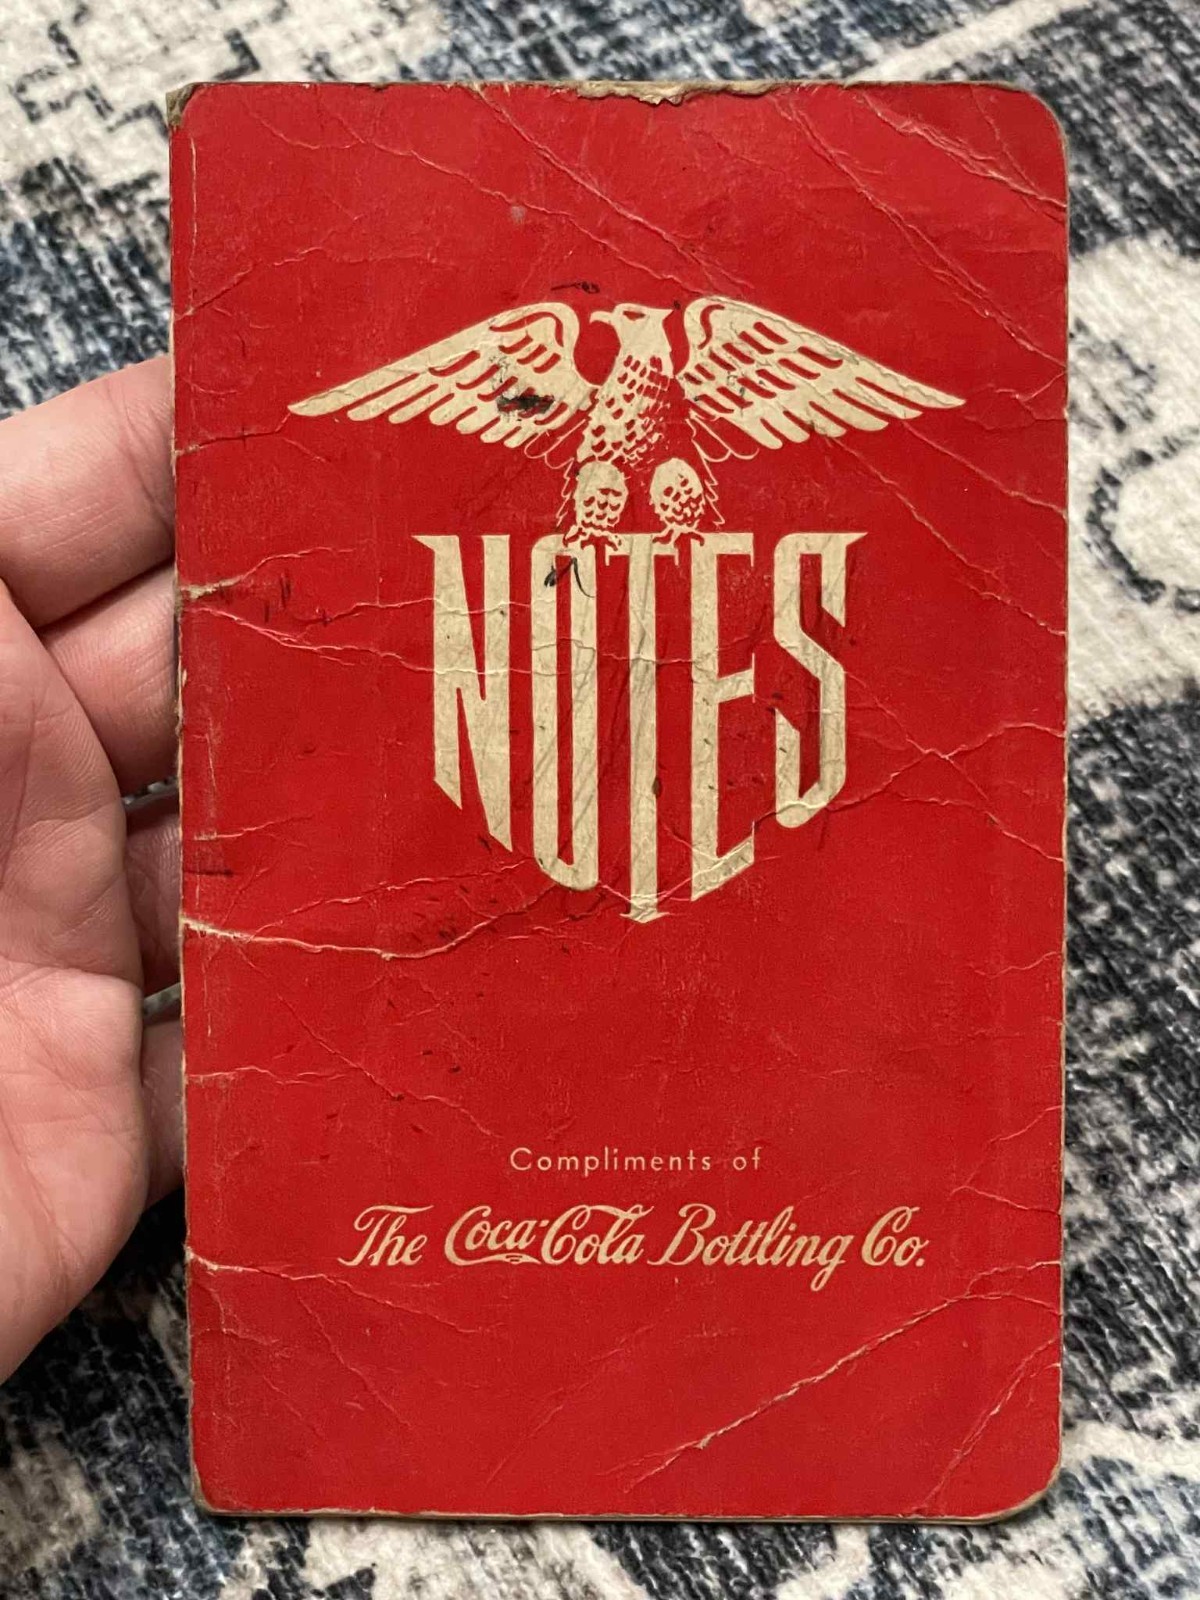 NOTES
Compliments of
The Coca-Cola Bottling Co.